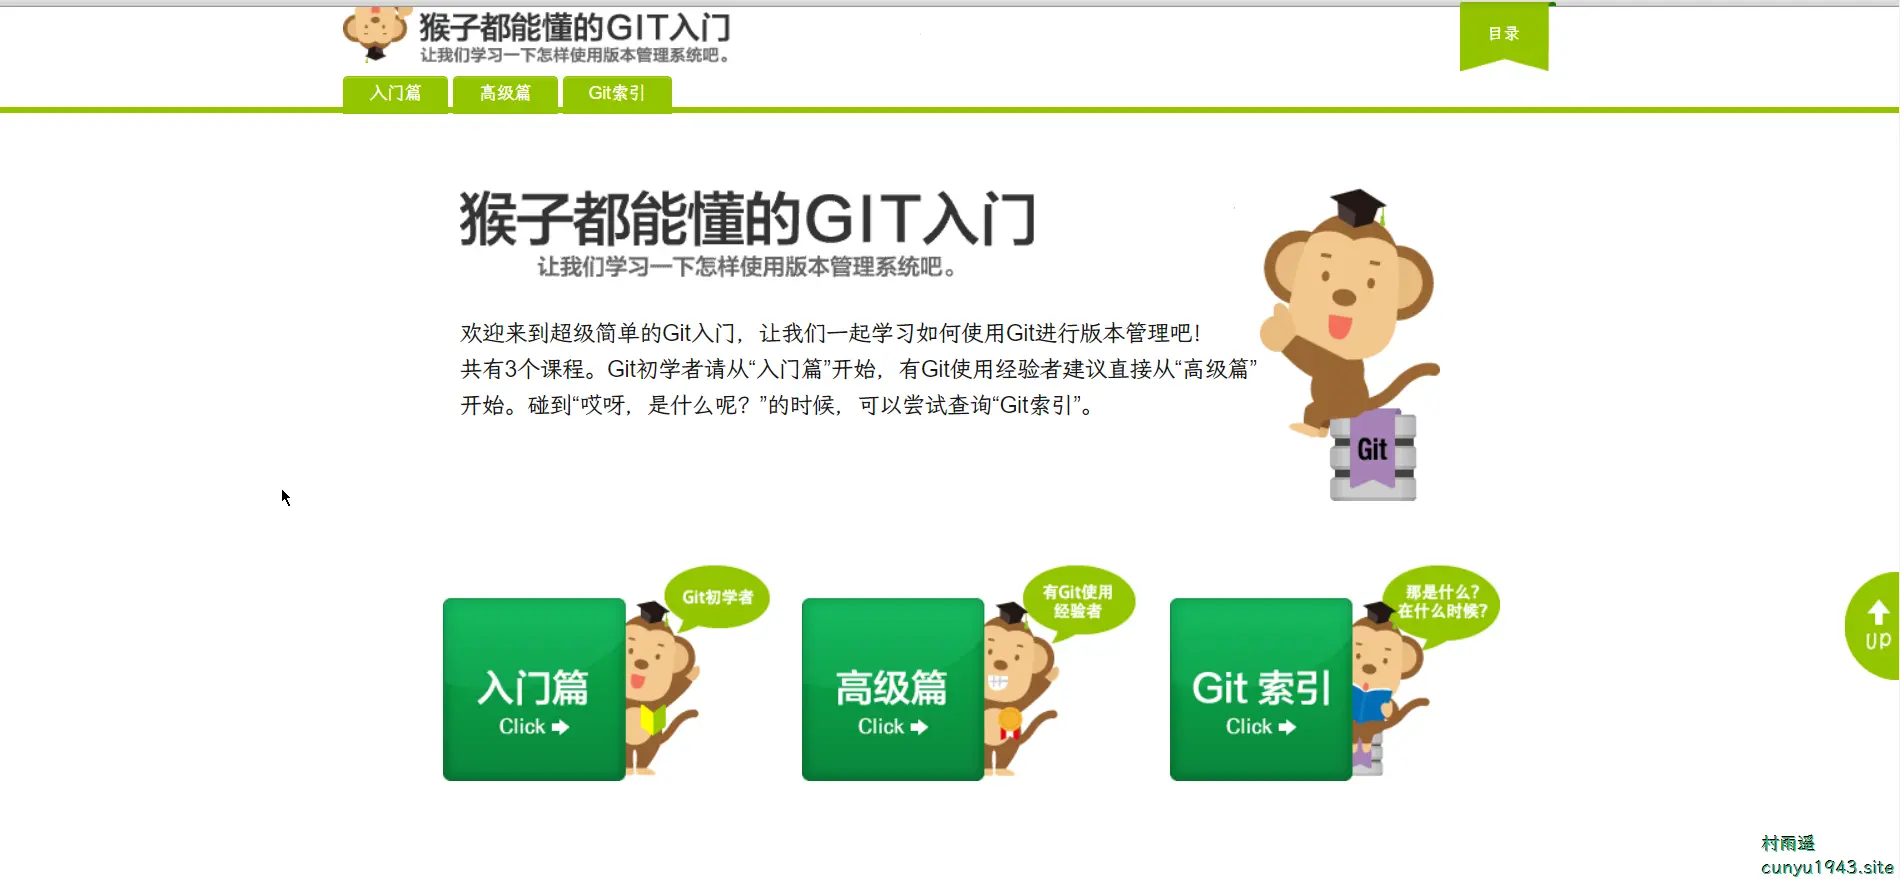 猴子都能懂的GIT入门
让我们学习一下怎样使用版本管理系统吧。
目录
入门篇
高级篇
Git索引
猴子都能懂的GIT入门
让我们学习一下怎样使用版本管理系统吧。
欢迎来到超级简单的Git入门，让我们一起学习如何使用Git进行版本管理吧！
共有3个课程。Git初学者请从“入门篇”开始，有Git使用经验者建议直接从“高级篇”
开始。碰到“哎呀，是什么呢？”的时候，可以尝试查询“Git索引”。
Git
Git初学者
入门篇
Click
有Git使用
经验者
高级篇
Click
那是什么？
在什么时候？
Git 索引
Click
UP
村雨遥
cunyu1943.site